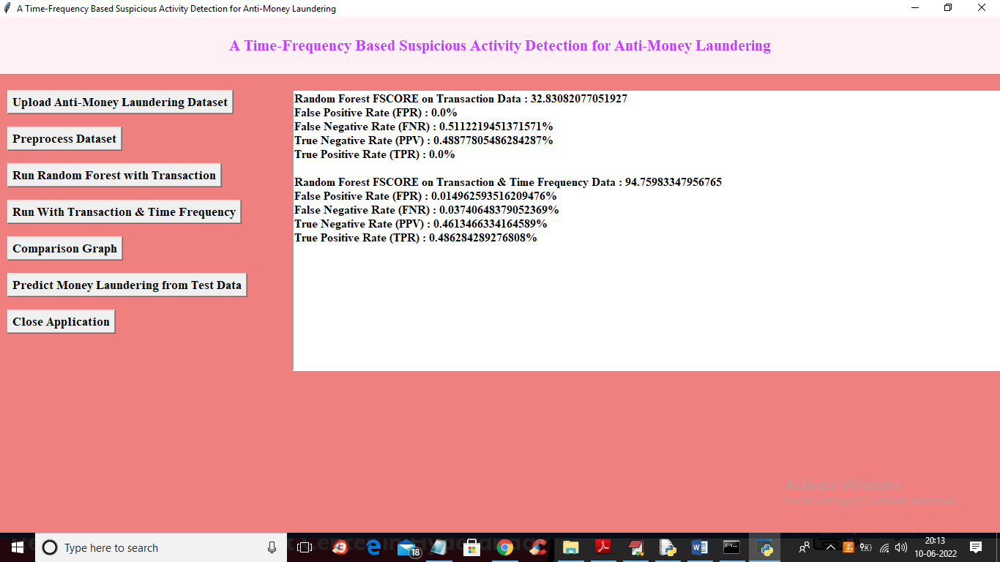 A Time-Frequency Based Suspicious Activity Detection for Anti-Money Laundering
A Time-Frequency Based Suspicious Activity Detection for Anti-Money Laundering
Upload Anti-Money Laundering Dataset
Preprocess Dataset
Run Random Forest with Transaction
Run With Transaction & Time Frequency
Comparison Graph
Predict Money Laundering from Test Data
Close Application
Random Forest FSCORE on Transaction Data : 32.83082077051927
False Positive Rate (FPR) : 0.0%
False Negative Rate (FNR) : 0.5112219451371571%
True Negative Rate (PPV) : 0.48877805486284287%
True Positive Rate (TPR) : 0.0%
Random Forest FSCORE on Transaction & Time Frequency Data : 94.75983347956765
False Positive Rate (FPR) : 0.014962593516209476%
False Negative Rate (FNR) : 0.03740648379052369%
True Negative Rate (PPV) : 0.4613466334164589%
True Positive Rate (TPR) : 0.486284289276808%
Activate Windows
Go to Settings to activate Windows.
Type here to search
18
20:13
10-06-2022